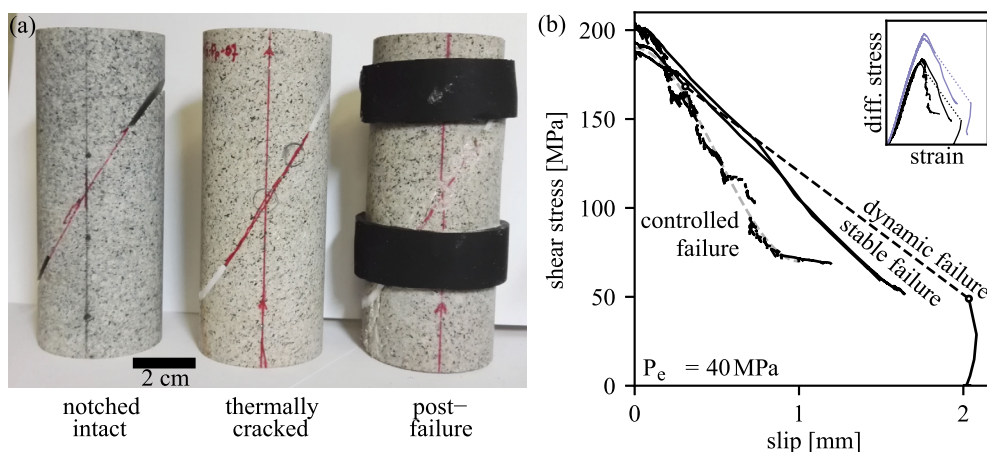 (a)
2 cm
notched
intact
thermally
cracked
post–
failure
(b)
shear stress [MPa]
200
150
100
50
0
0
1
2
slip [mm]
controlled
failure
dynamic failure
stable failure
Pe = 40 MPa
diff. stress
strain